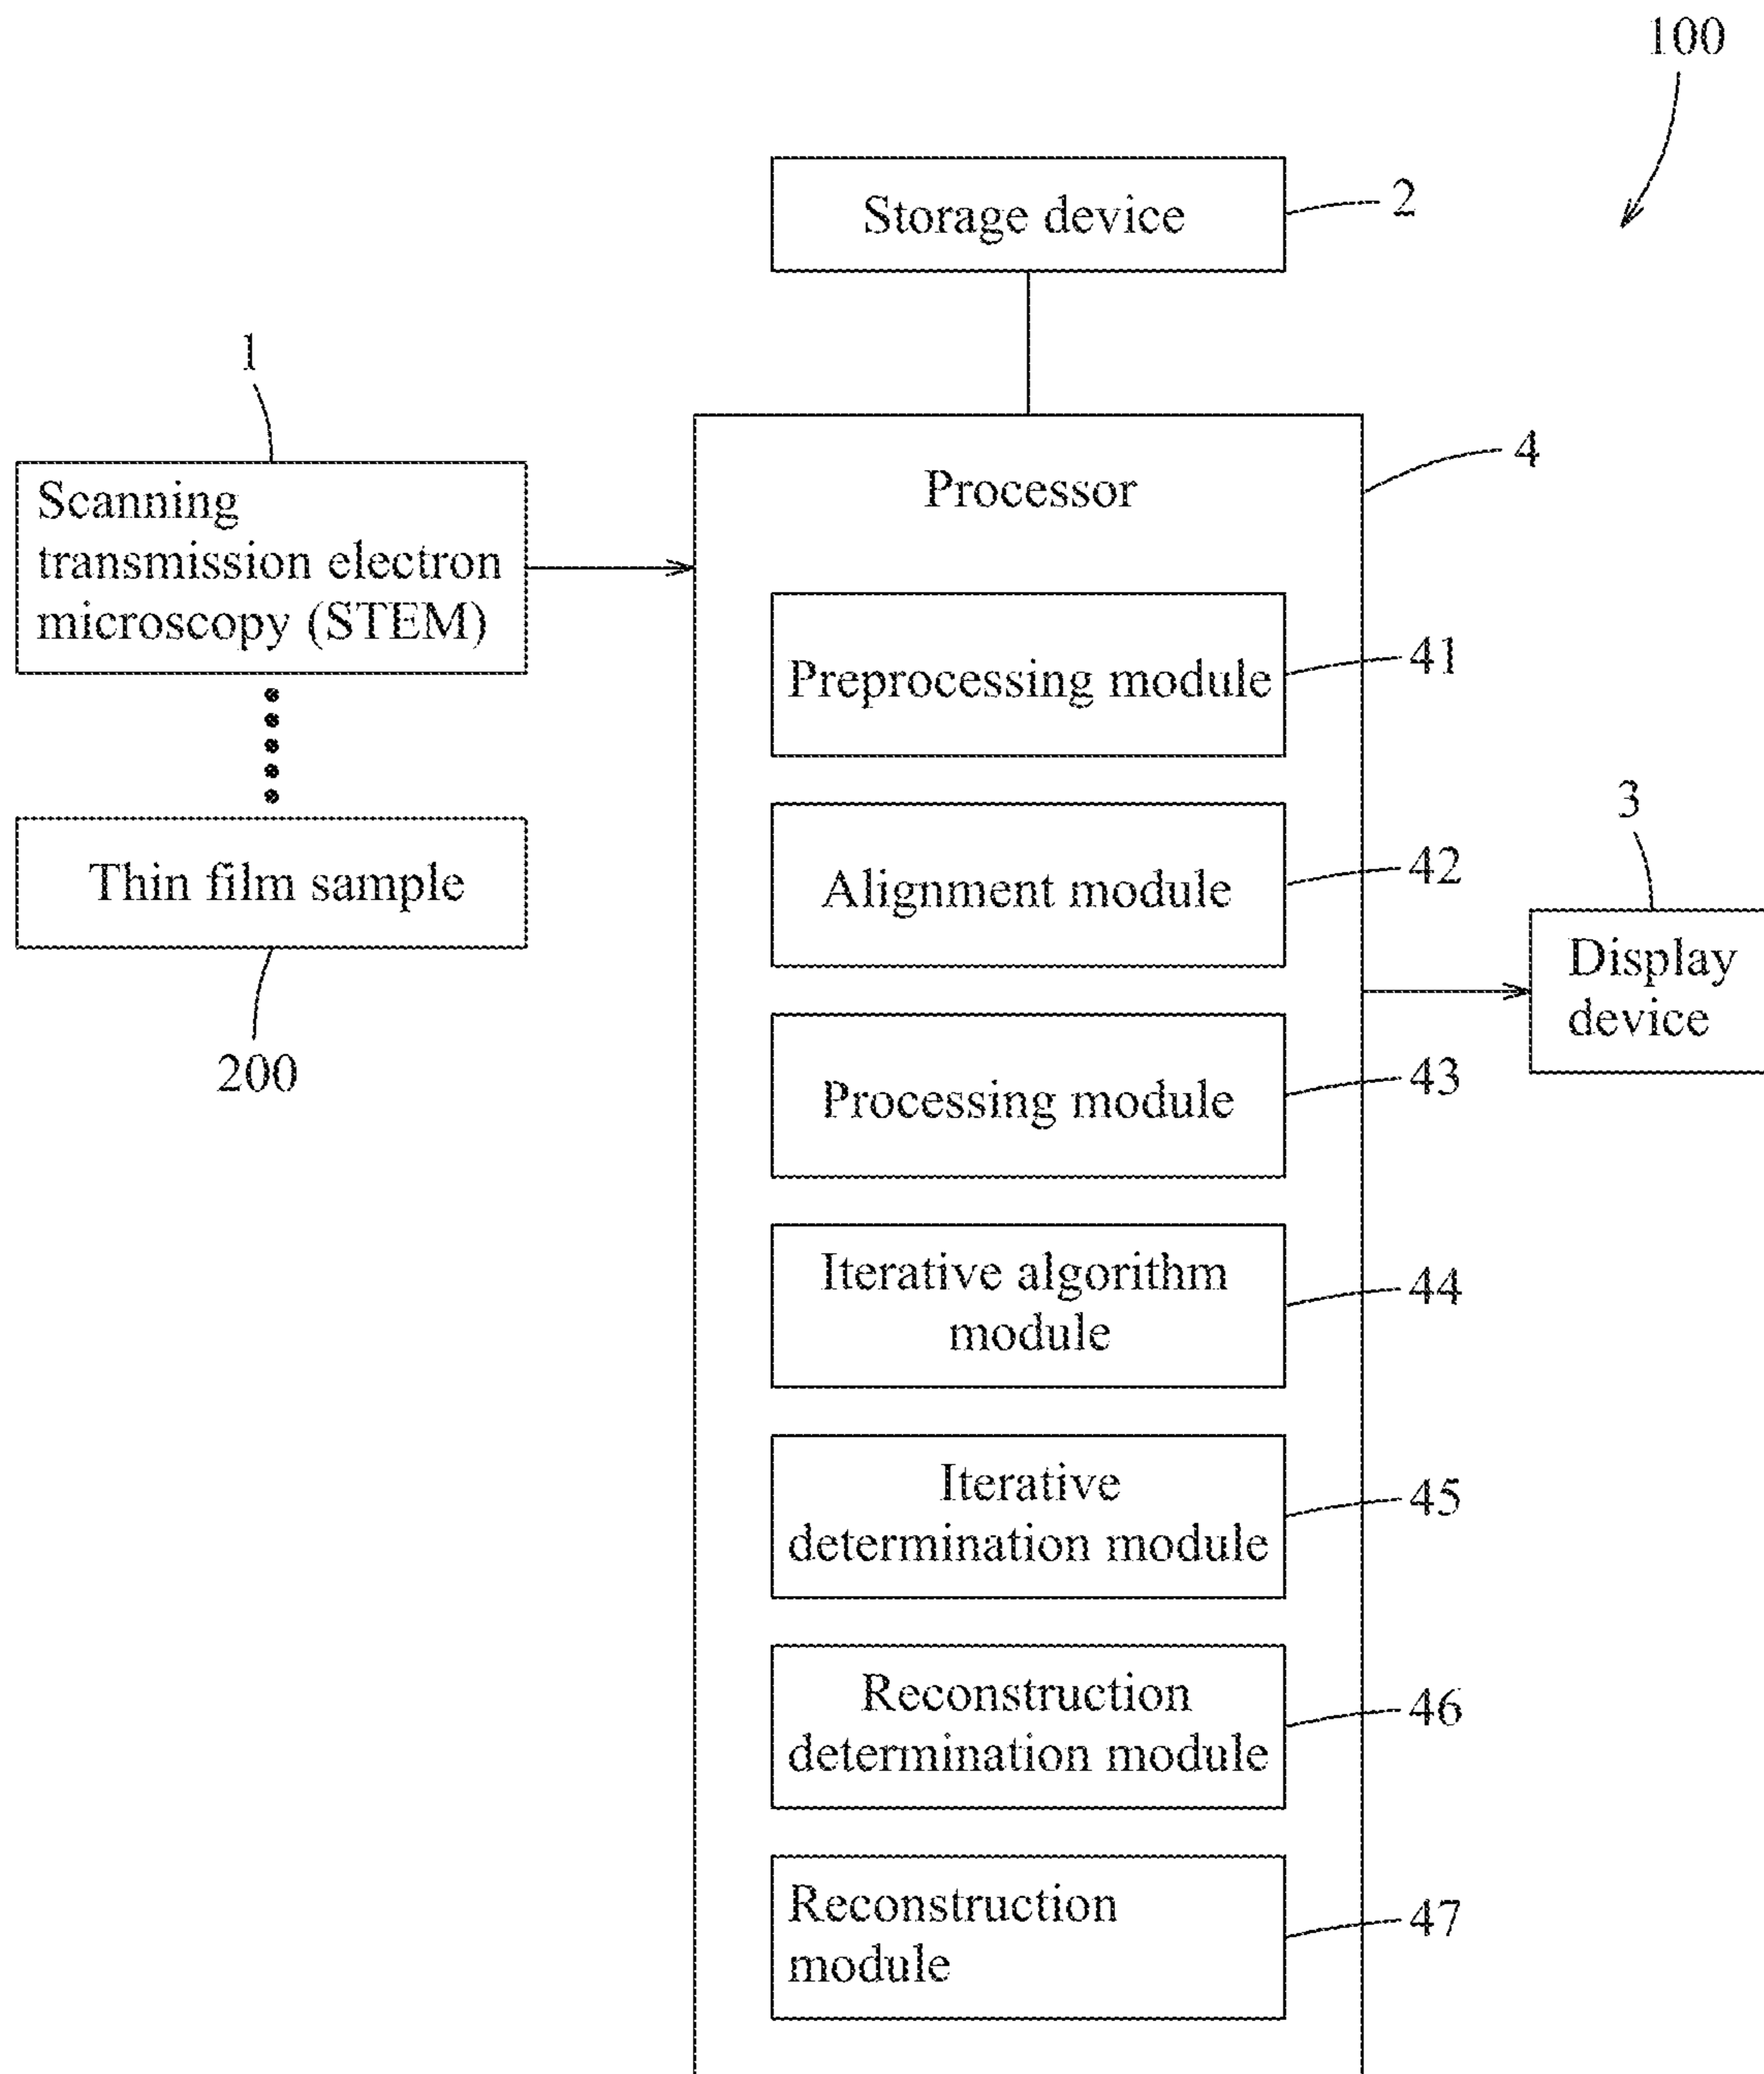 100
Storage device
2
1
Scanning
transmission electron
microscopy (STEM)
Processor
4
Preprocessing module
41
Thin film sample
200
Alignment module
42
3
Display
device
Processing module
43
Iterative algorithm
module
44
Iterative
determination module
45
Reconstruction
determination module
46
Reconstruction
module
47